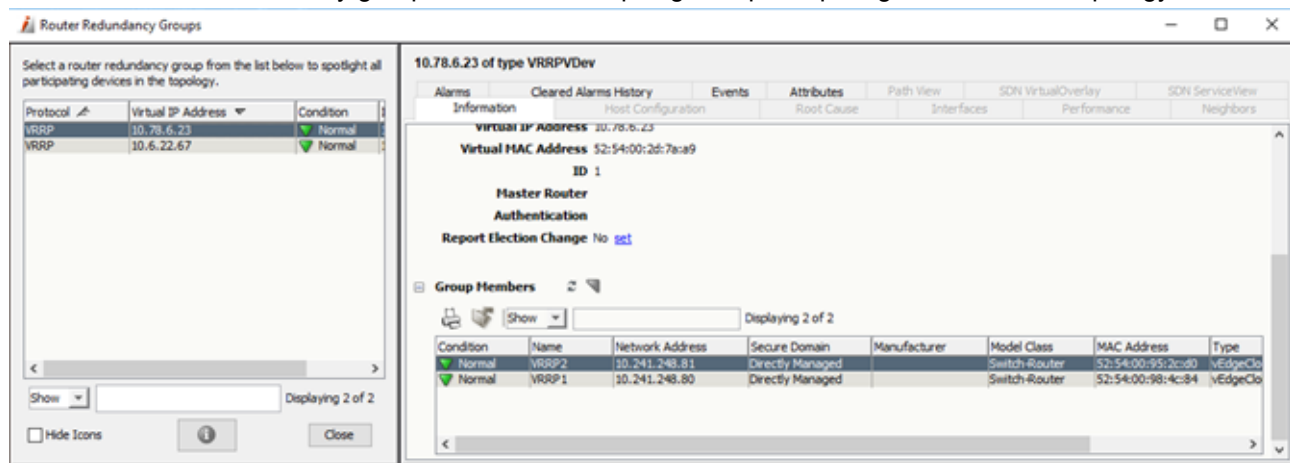 Router Redundancy Groups
Select a router redundancy group from the list below to spotlight all
participating devices in the topology.
Protocol Virtual IP Address Condition
VRRP 10.78.6.23 Normal
VRRP 10.6.22.67 Normal
Show Displaying 2 of 2
Hide Icons Close
10.78.6.23 of type VRRPVDev
Alarms Cleared Alarms History Events Attributes Path View SDN VirtualOverlay SDN ServiceView
Information Host Configuration Root Cause Interfaces Performance Neighbors
Virtual IP Address 10.78.6.23
Virtual MAC Address 52:54:00:2d:7a:a9
ID 1
Master Router
Authentication
Report Election Change No set
Group Members
Show Displaying 2 of 2
Condition Name Network Address Secure Domain Manufacturer Model Class MAC Address Type
Normal VRRP2 10.241.248.81 Directly Managed Switch-Router 52:54:00:95:2c:d0 vEdgeClo
Normal VRRP1 10.241.248.80 Directly Managed Switch-Router 52:54:00:98:4c:84 vEdgeClo